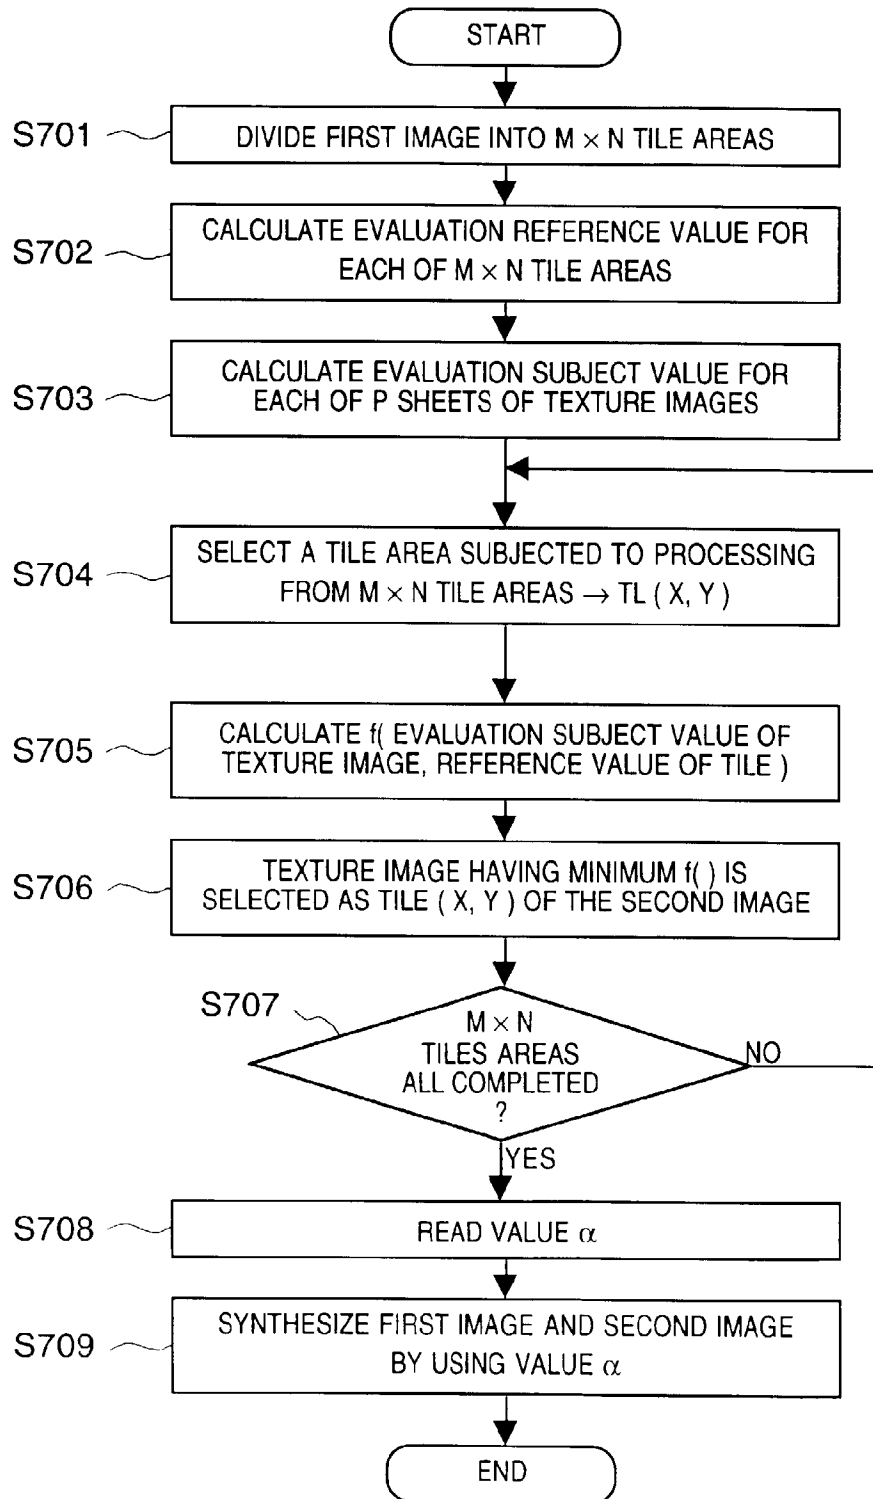 START
S701
DIVIDE FIRST IMAGE INTO M × N TILE AREAS
S702
CALCULATE EVALUATION REFERENCE VALUE FOR
EACH OF M × N TILE AREAS
S703
CALCULATE EVALUATION SUBJECT VALUE FOR
EACH OF P SHEETS OF TEXTURE IMAGES
S704
SELECT A TILE AREA SUBJECTED TO PROCESSING
FROM M × N TILE AREAS → TL ( X, Y )
S705
CALCULATE f( EVALUATION SUBJECT VALUE OF
TEXTURE IMAGE, REFERENCE VALUE OF TILE )
S706
TEXTURE IMAGE HAVING MINIMUM f( ) IS
SELECTED AS TILE ( X, Y ) OF THE SECOND IMAGE
S707
M × N
TILES AREAS
ALL COMPLETED
?
NO
YES
S708
READ VALUE α
S709
SYNTHESIZE FIRST IMAGE AND SECOND IMAGE
BY USING VALUE α
END